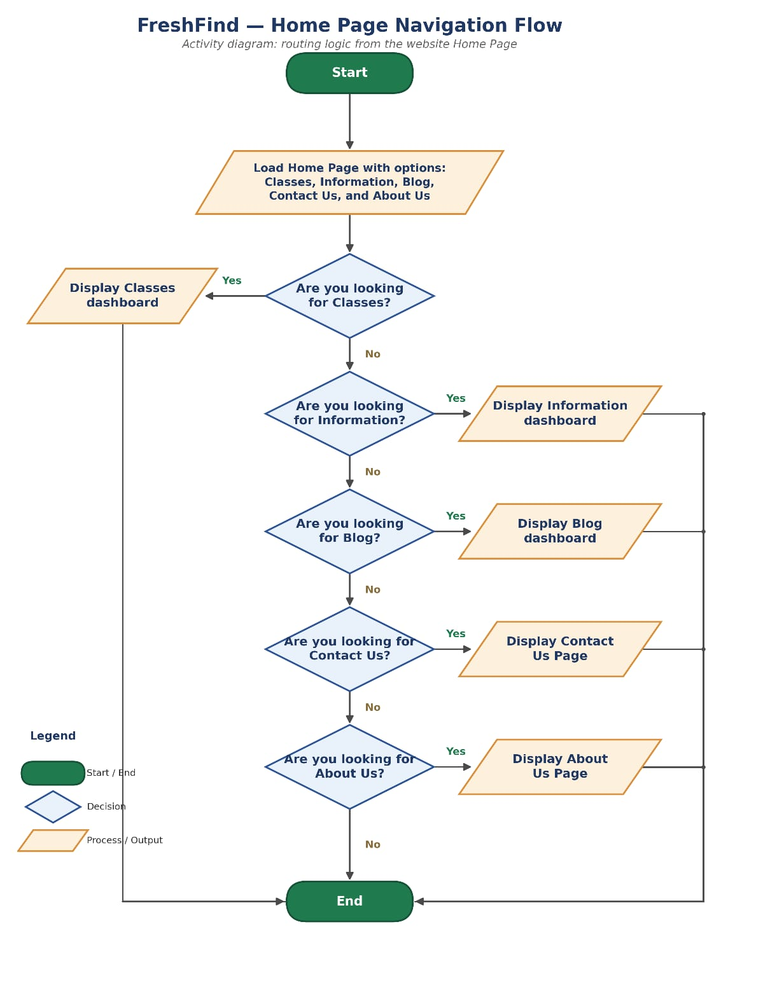 FreshFind — Home Page Navigation Flow
Activity diagram: routing logic from the website Home Page
Start
Load Home Page with options:
Classes, Information, Blog,
Contact Us, and About Us
Display Classes
dashboard
Yes
Are you looking
for Classes?
No
Are you looking
for Information?
Yes
Display Information
dashboard
No
Are you looking
for Blog?
Yes
Display Blog
dashboard
No
Are you looking for
Contact Us?
Yes
Display Contact
Us Page
No
Are you looking for
About Us?
Yes
Display About
Us Page
No
End
Legend
Start / End
Decision
Process / Output